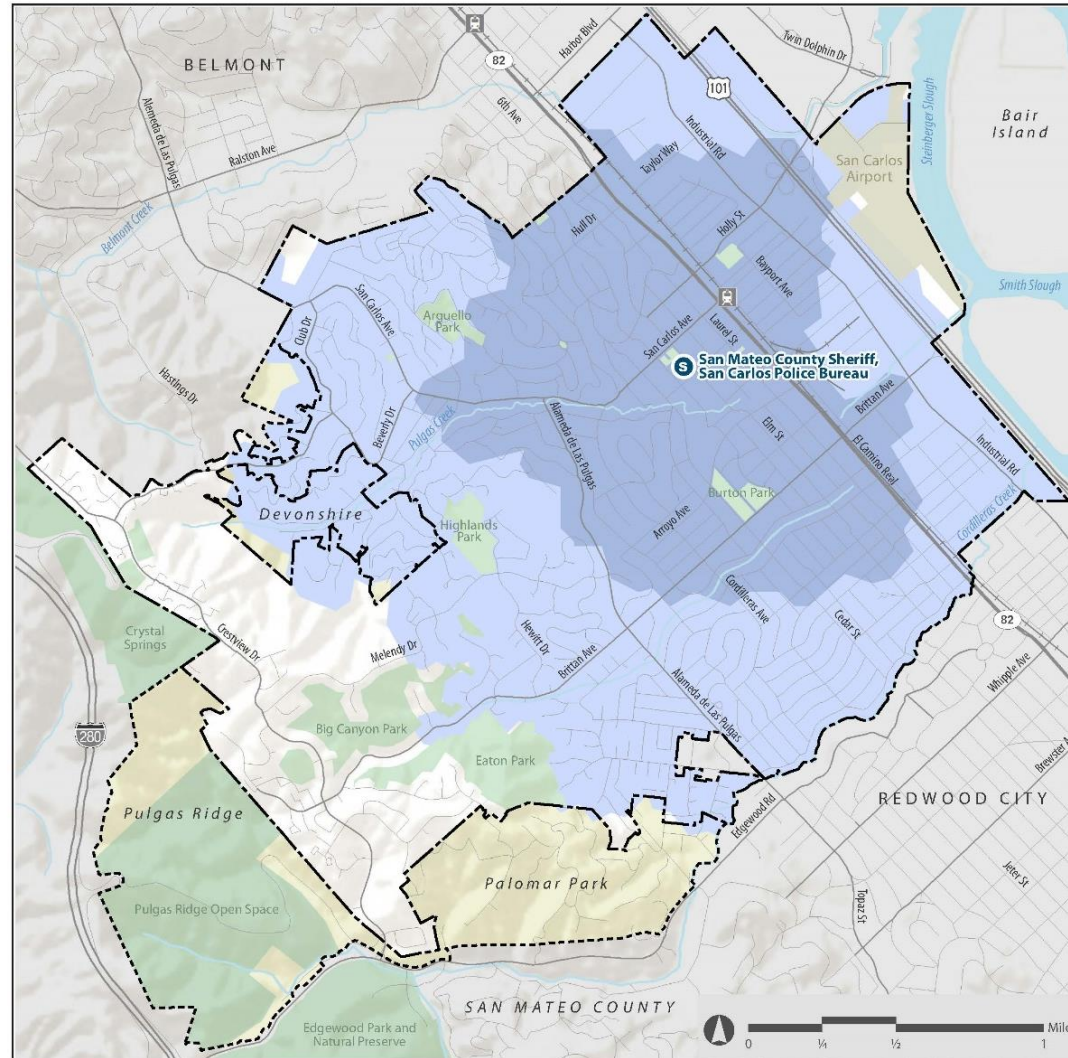 BELMONT
82
Harbor Blvd
Twin Dolphin Dr
Steinberger Slough
Bair
Island
101
6th Ave
Alameda de Las Pulgas
Ralston Ave
Industrial Rd
Taylor Way
San Carlos
Airport
Belmont Creek
Hull Dr
Holly St
Bayport Ave
Smith Slough
San Carlos Ave
Arguello
Park
Club Dr
San Carlos Ave
Laurel St
S
San Mateo County Sheriff,
San Carlos Police Bureau
Hastings Dr
Beverly Dr
Pulgas Creek
Alameda de Las Pulgas
Elm St
Brittan Ave
El Camino Real
Industrial Rd
Devonshire
Highlands
Park
Burton Park
Arroyo Ave
Cordilleras Creek
Crystal
Springs
Crestview Dr
Melendy Dr
Hewitt Dr
Brittan Ave
Cordilleras Ave
Cedar St
82
Whipple Ave
280
Big Canyon Park
Eaton Park
Alameda de Las Pulgas
Brewster A
Pulgas Ridge
Edgewood Rd
REDWOOD CITY
Palomar Park
Jeter St
Pulgas Ridge Open Space
Topaz St
SAN MATEO COUNTY
Edgewood Park and
Natural Preserve
Mile
0 ¼ ½ 1